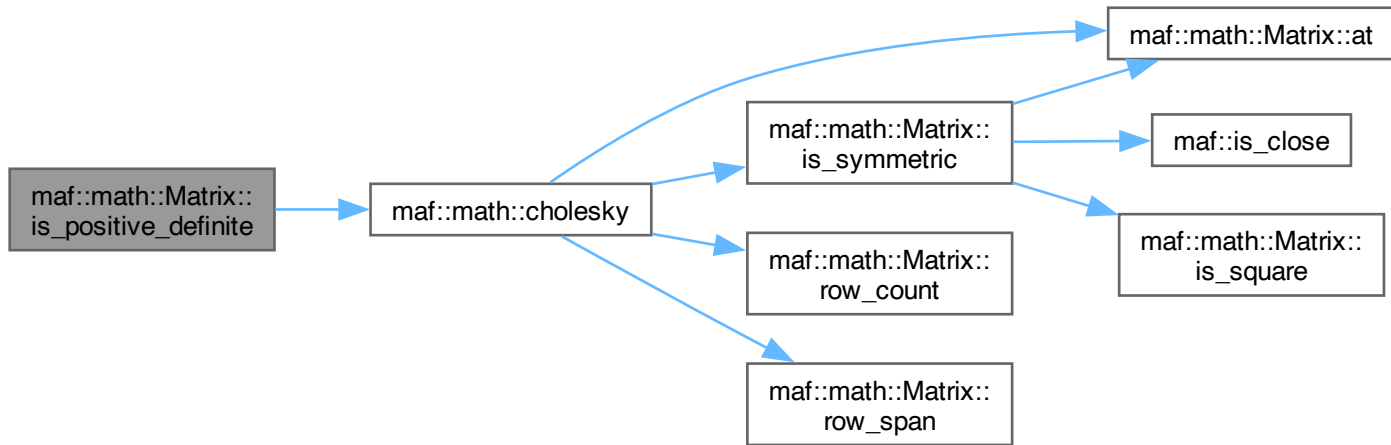 maf::math::Matrix::
is_positive_definite
maf::math::cholesky
maf::math::Matrix::at
maf::math::Matrix::
is_symmetric
maf::is_close
maf::math::Matrix::
is_square
maf::math::Matrix::
row_count
maf::math::Matrix::
row_span